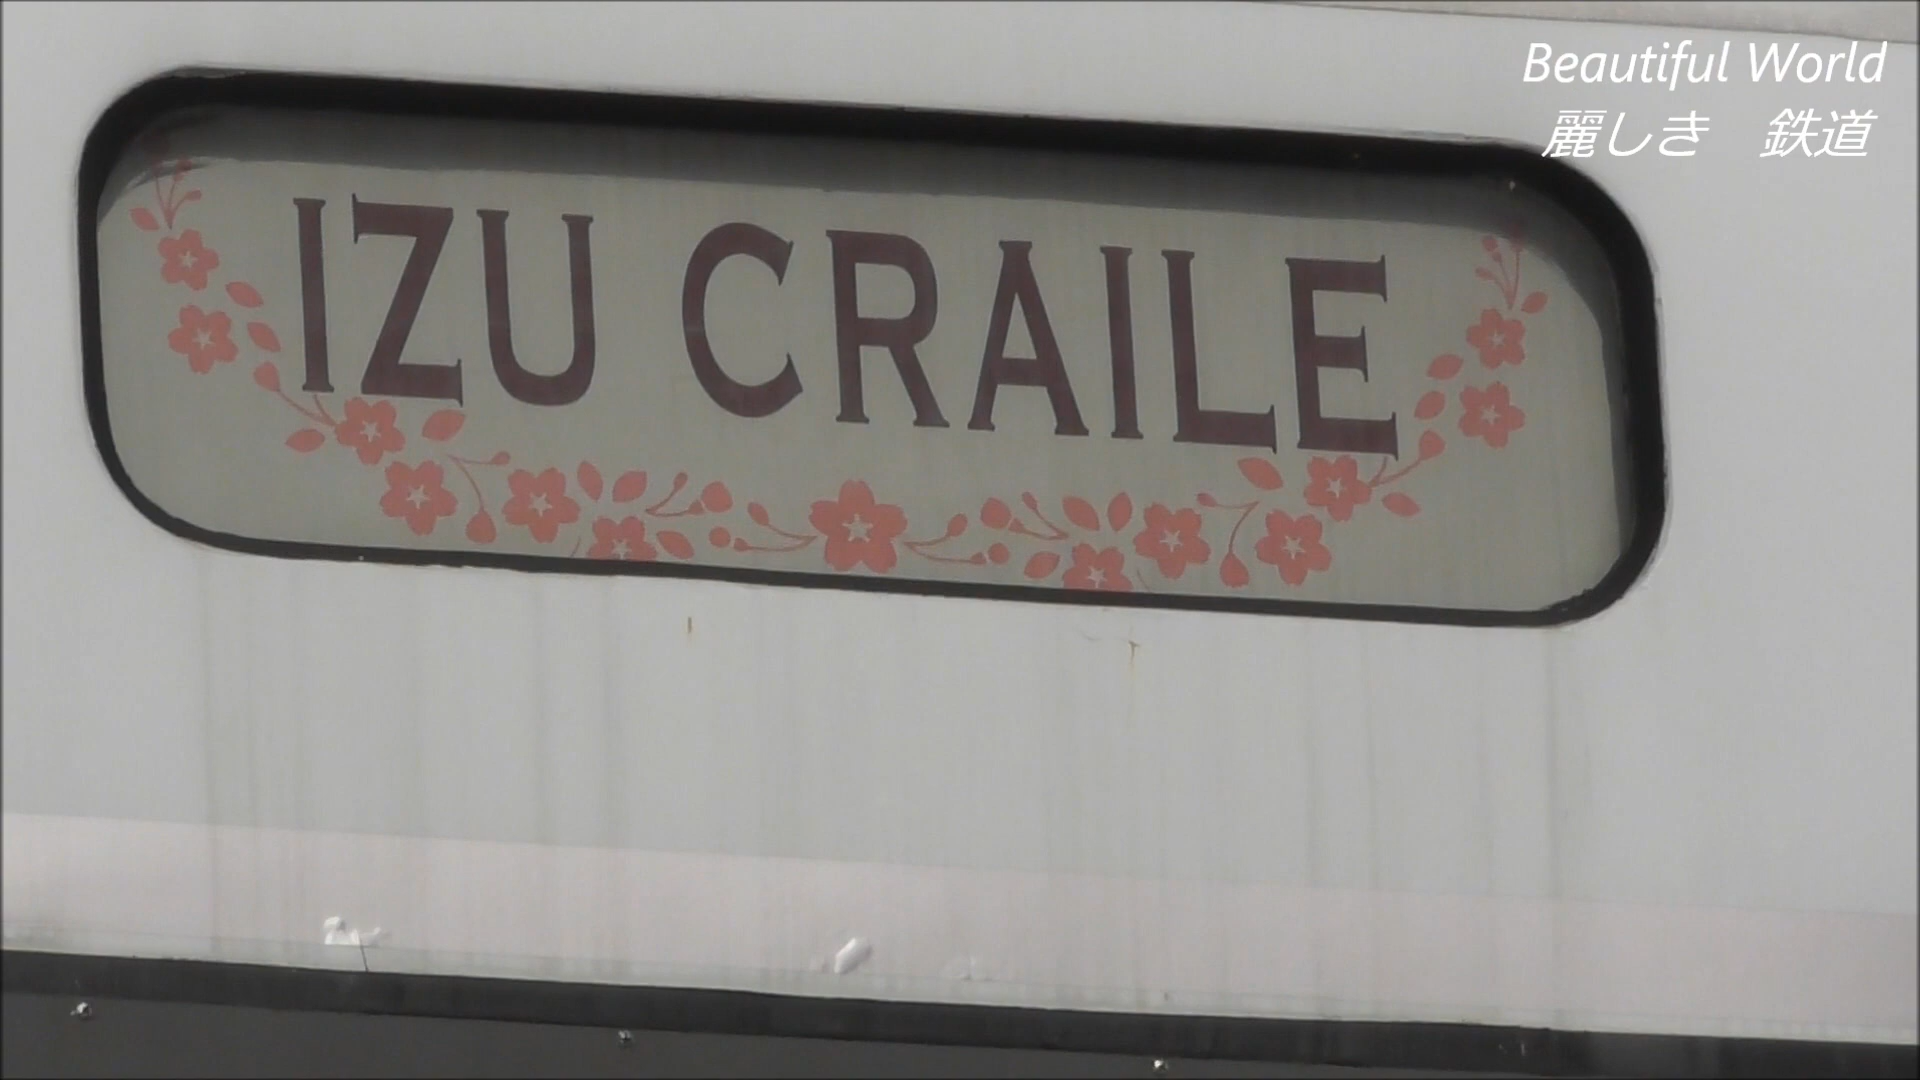 Beautiful World
麗しき　鉄道
IZU CRAILE